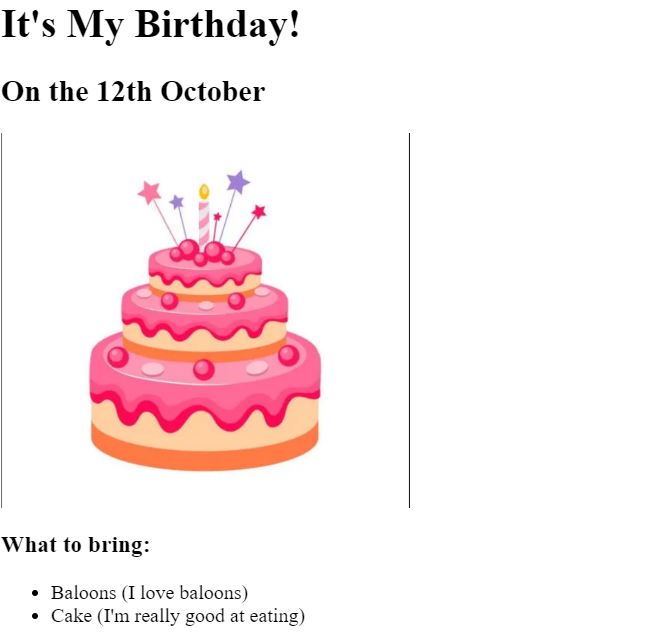 It's My Birthday!
On the 12th October
What to bring:
Baloons (I love baloons)
Cake (I'm really good at eating)